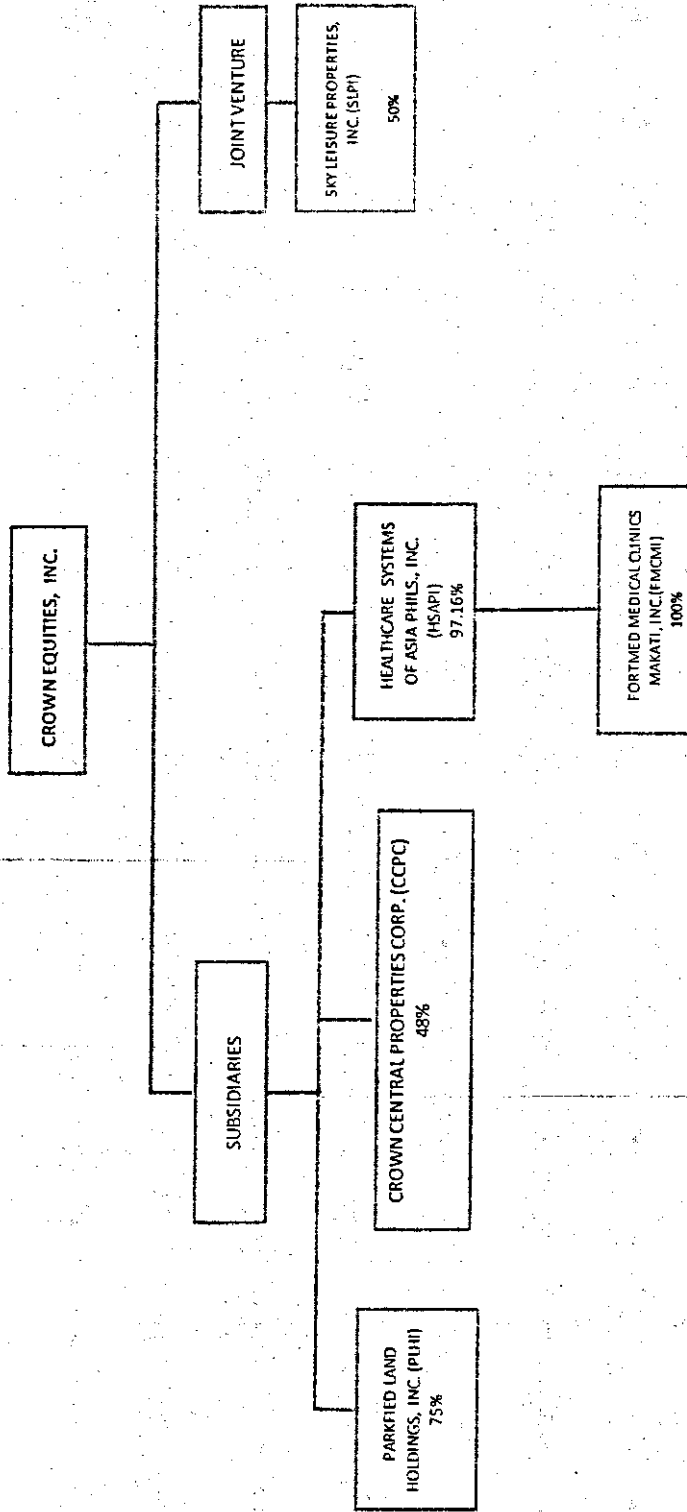 CROWN EQUITIES, INC.
SUBSIDIARIES
JOINT VENTURE
PARKFIED LAND
HOLDINGS, INC. (PLHI)
75%
CROWN CENTRAL PROPERTIES CORP. (CCPC)
48%
HEALTHCARE SYSTEMS
OF ASIA PHILS., INC.
(HSAPI)
97.16%
SKY LEISURE PROPERTIES,
INC. (SLPI)
50%
FORTMED MEDICAL CLINICS
MAKATI, INC.(FMCMI)
100%